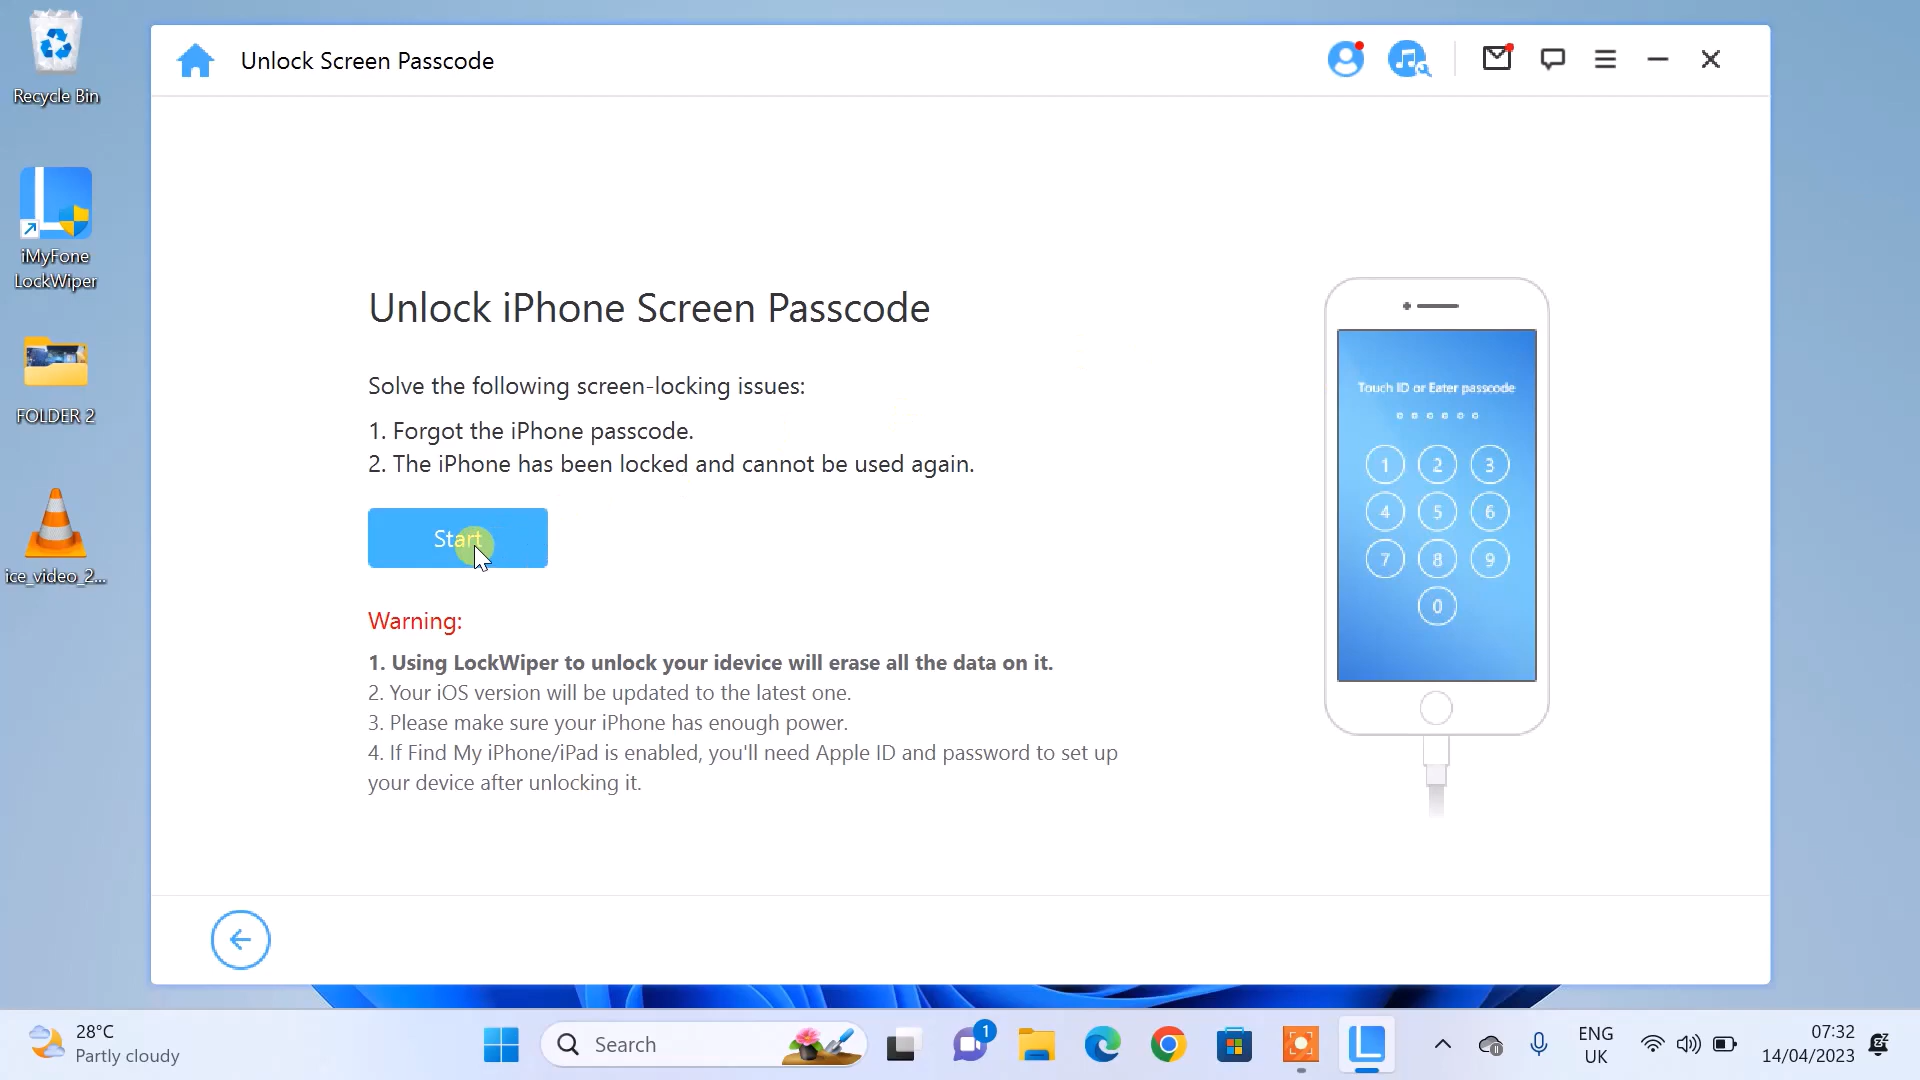 Recycle Bin
iMyFone
LockWiper
FOLDER 2
ice_video_2...
Unlock Screen Passcode
Unlock iPhone Screen Passcode
Solve the following screen-locking issues:
1. Forgot the iPhone passcode.
2. The iPhone has been locked and cannot be used again.
Start
Warning:
1. Using LockWiper to unlock your idevice will erase all the data on it.
2. Your iOS version will be updated to the latest one.
3. Please make sure your iPhone has enough power.
4. If Find My iPhone/iPad is enabled, you'll need Apple ID and password to set up
your device after unlocking it.
Touch ID or Eater passcode
1 2 3
4 5 6
7 8 9
0
28°C
Partly cloudy
Search
1
ENG
UK
07:32
14/04/2023